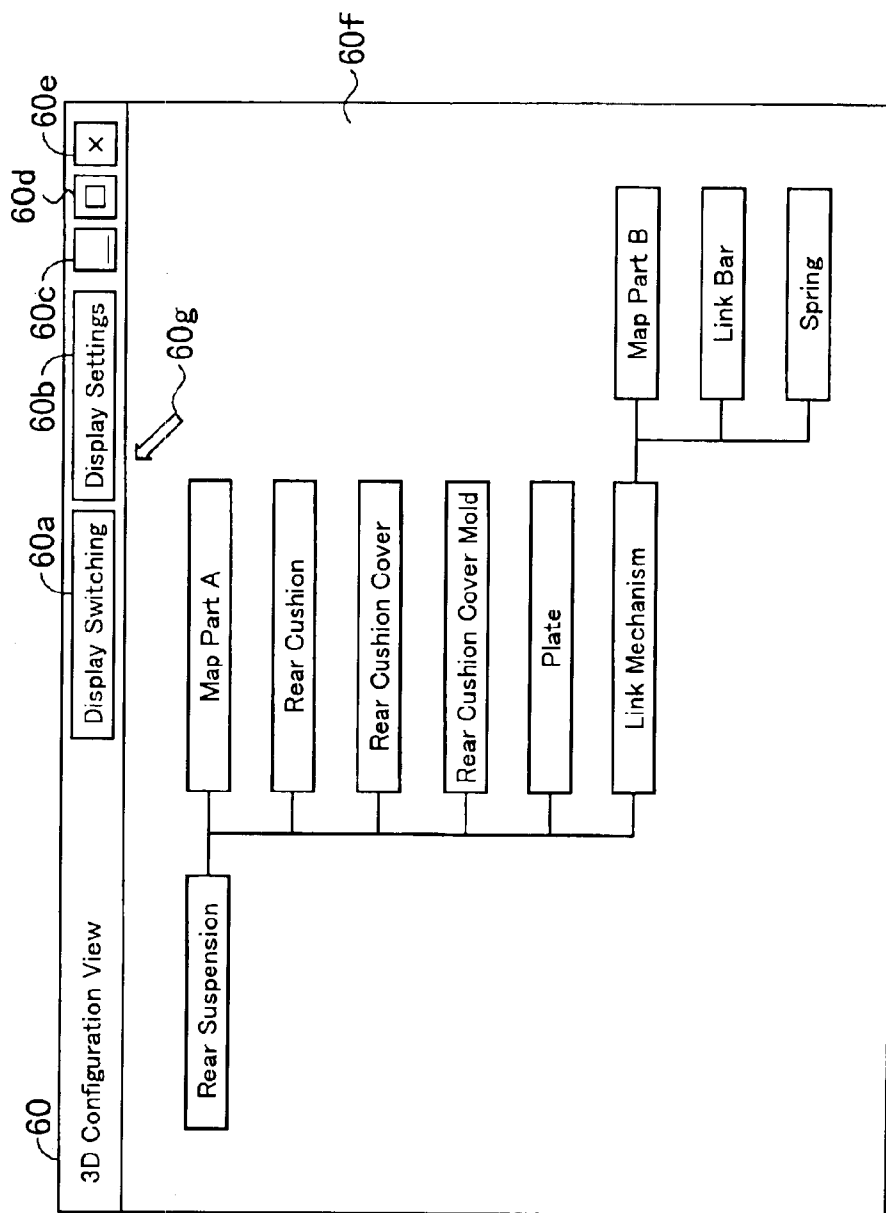 60
60a
60b
60c
60d
60e
3D Configuration View
Display Switching
Display Settings
×
60g
60f
Rear Suspension
Map Part A
Rear Cushion
Rear Cushion Cover
Rear Cushion Cover Mold
Plate
Link Mechanism
Map Part B
Link Bar
Spring